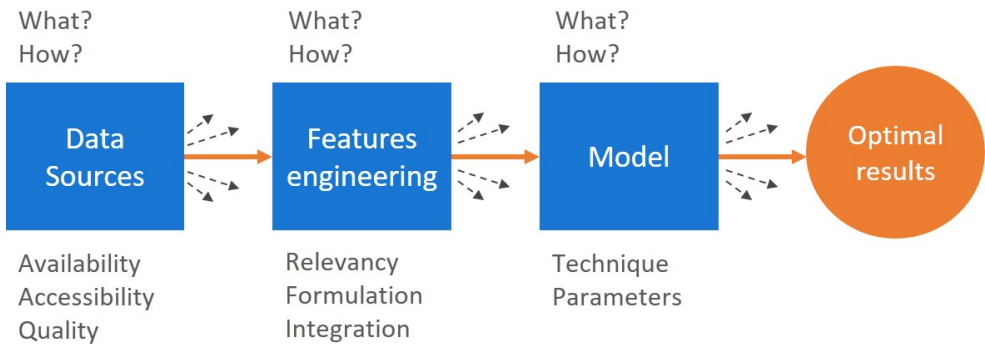 What?
How?
What?
How?
What?
How?
Data
Sources
Features
engineering
Model
Optimal
results
Availability
Accessibility
Quality
Relevancy
Formulation
Integration
Technique
Parameters